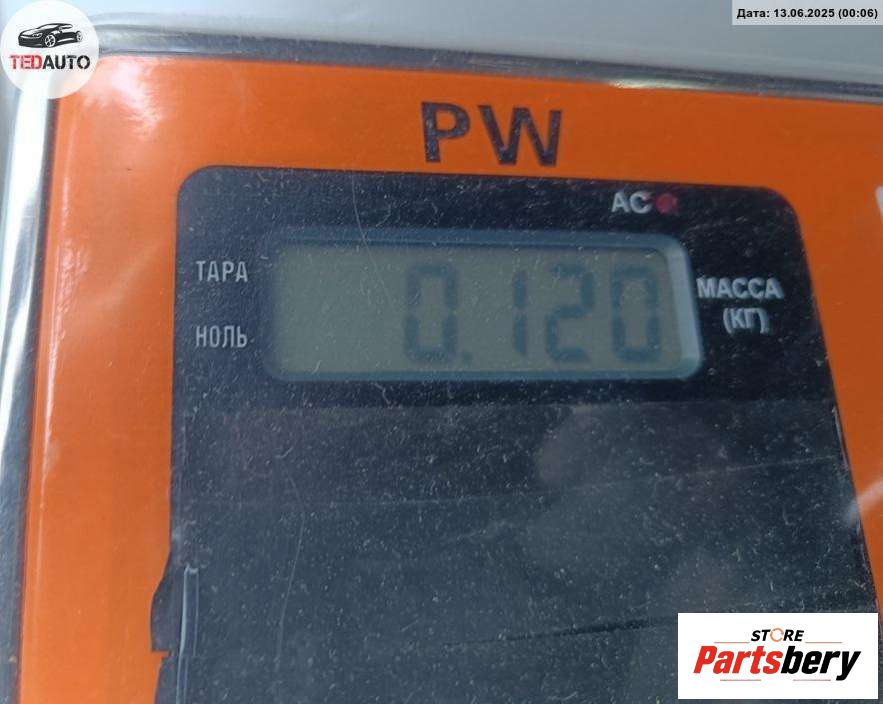 Дата: 13.06.2025 (00:06)
TEDAUTO
PW
AC
ТАРА
0.120
МАССА
(КГ)
НОЛЬ
STORE
Partsbery